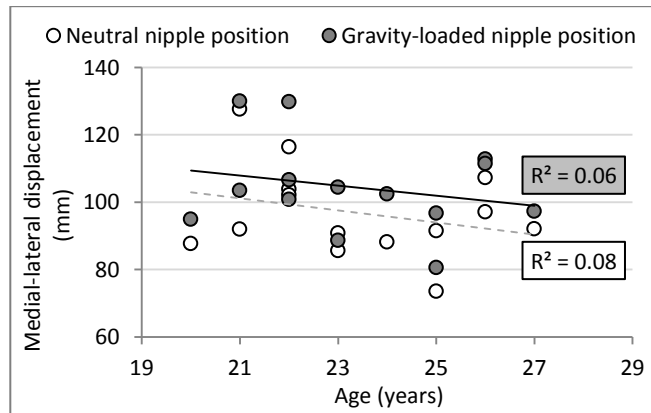 Neutral nipple position Gravity-loaded nipple position
Medial-lateral displacement
(mm)
140
120
100
80
60
R² = 0.06
R² = 0.08
19 21 23 25 27 29
Age (years)